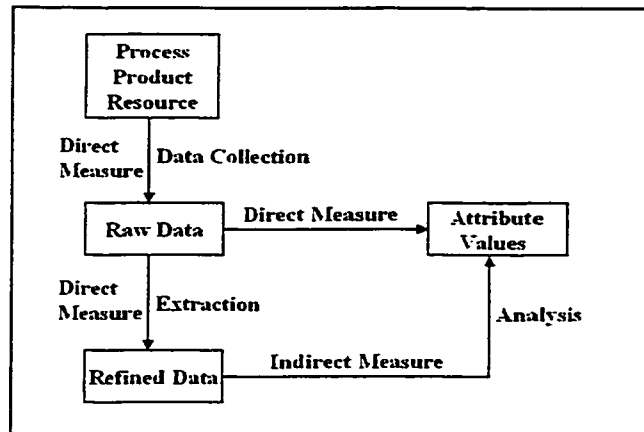 Process
Product
Resource
Direct
Measure
Data Collection
Raw Data
Direct Measure
Attribute
Values
Direct
Measure
Extraction
Analysis
Refined Data
Indirect Measure